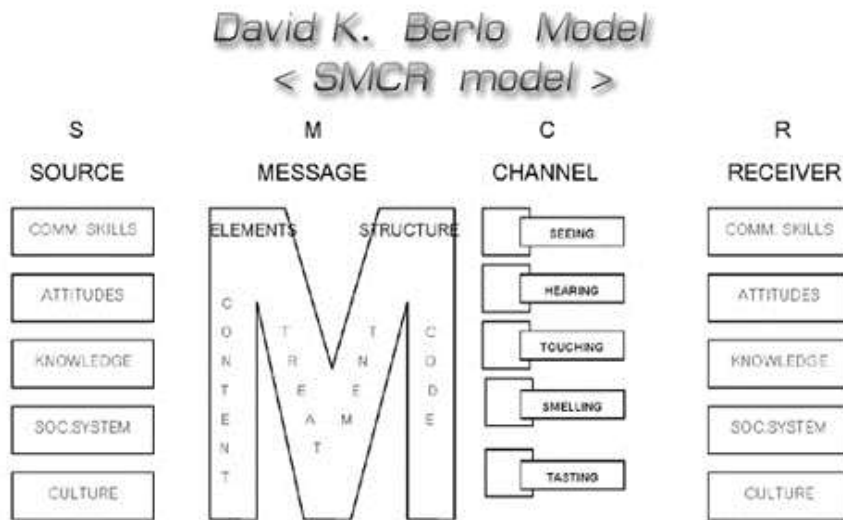 David K. Berlo Model
< SMCR model >
S M C R
SOURCE MESSAGE CHANNEL RECEIVER
COMM. SKILLS
ATTITUDES
KNOWLEDGE
SOC.SYSTEM
CULTURE
ELEMENTS STRUCTURE
CONTENT
TREATMENT
CODE
SEEING
HEARING
TOUCHING
SMELLING
TASTING
COMM. SKILLS
ATTITUDES
KNOWLEDGE
SOC.SYSTEM
CULTURE